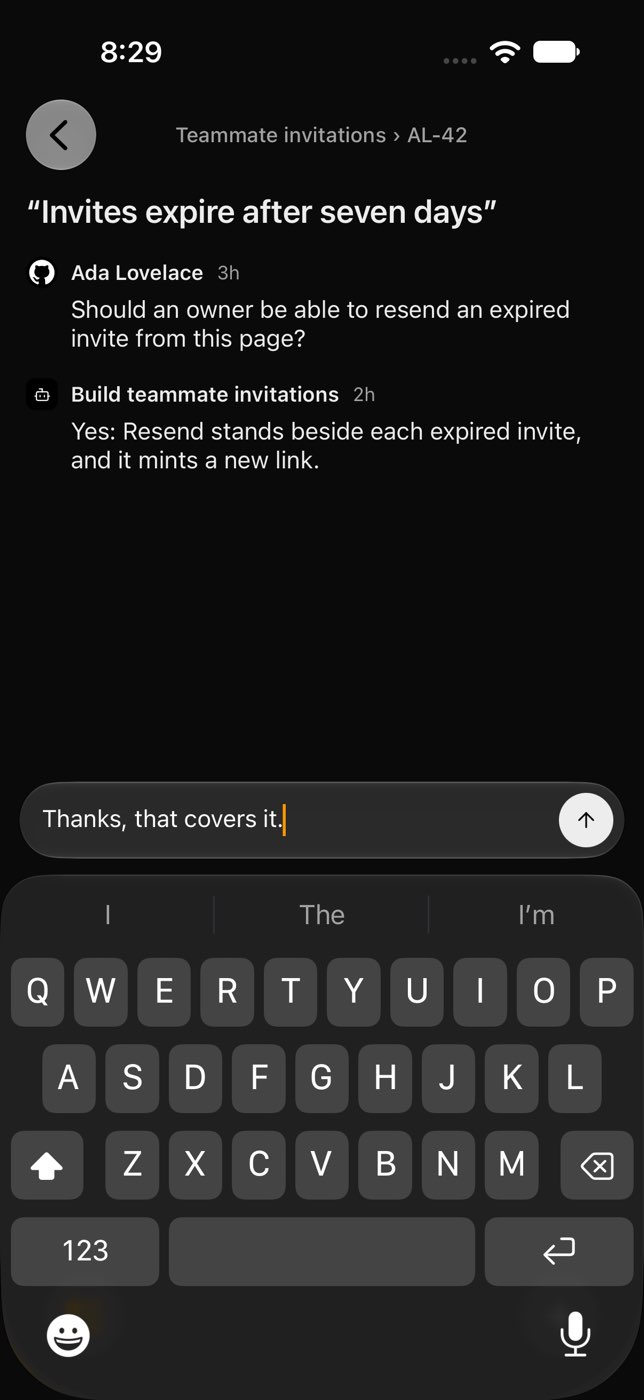 8:29
Teammate invitations › AL-42
“Invites expire after seven days”
Ada Lovelace 3h
Should an owner be able to resend an expired
invite from this page?
Build teammate invitations 2h
Yes: Resend stands beside each expired invite,
and it mints a new link.
Thanks, that covers it.
I The I’m
Q W E R T Y U I O P
A S D F G H J K L
Z X C V B N M
123